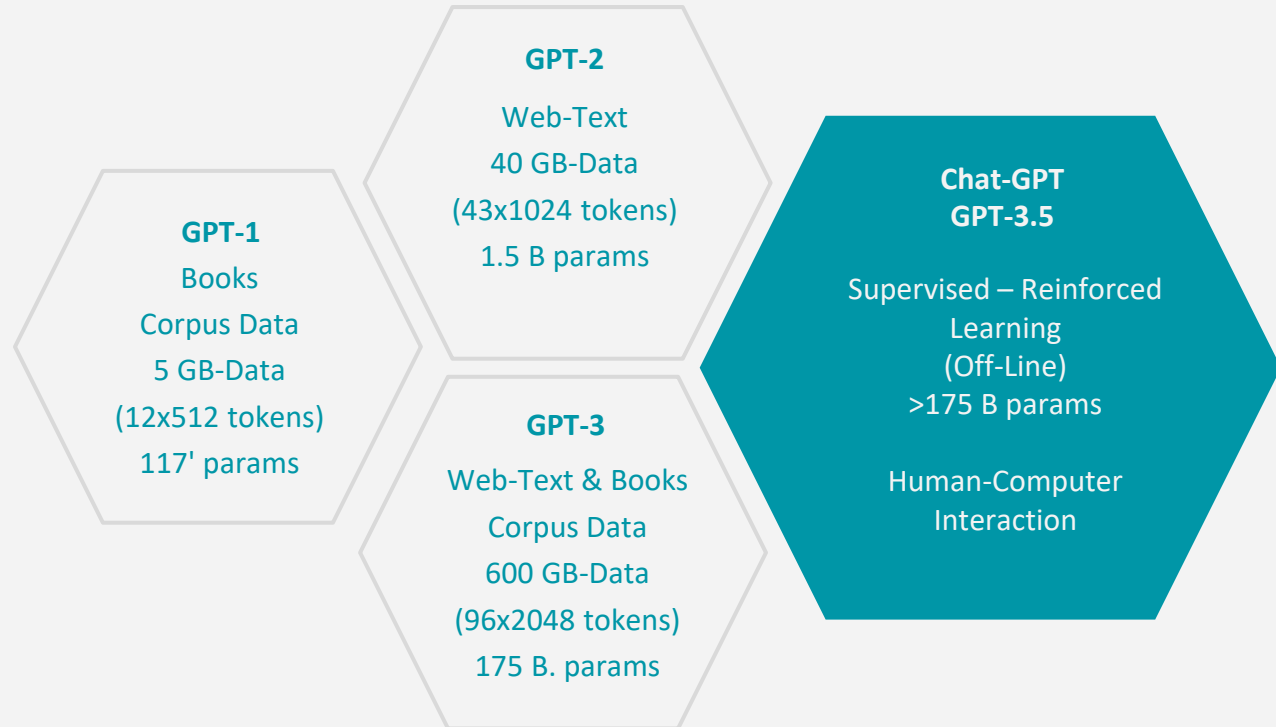 GPT-1
Books
Corpus Data
5 GB-Data
(12x512 tokens)
117' params
GPT-2
Web-Text
40 GB-Data
(43x1024 tokens)
1.5 B params
GPT-3
Web-Text & Books
Corpus Data
600 GB-Data
(96x2048 tokens)
175 B. params
Chat-GPT
GPT-3.5
Supervised – Reinforced
Learning
(Off-Line)
>175 B params
Human-Computer
Interaction